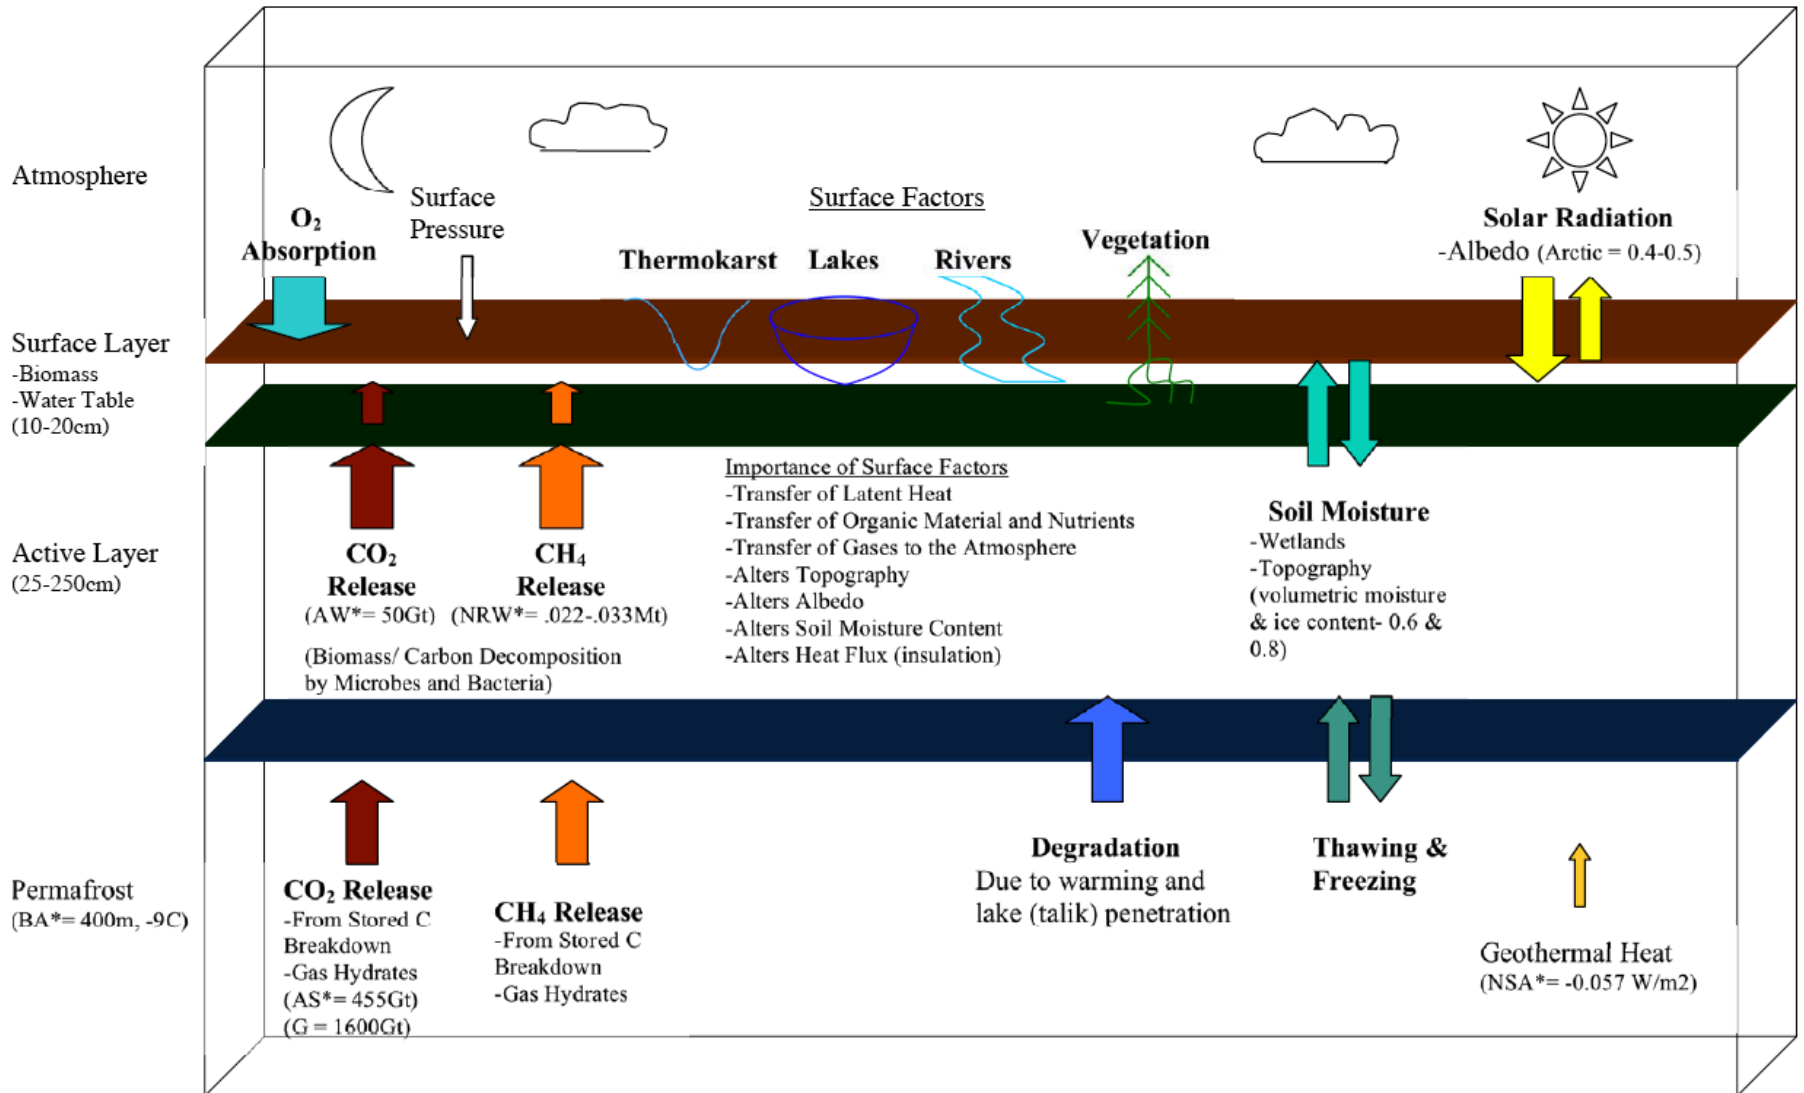 Atmosphere
O₂
Absorption
Surface
Pressure
Surface Factors
Thermokarst
Lakes
Rivers
Vegetation
Solar Radiation
-Albedo (Arctic = 0.4-0.5)
Surface Layer
-Biomass
-Water Table
(10-20cm)
Active Layer
(25-250cm)
CO₂
Release
(AW*= 50Gt)
CH₄
Release
(NRW*= .022-.033Mt)
(Biomass/ Carbon Decomposition
by Microbes and Bacteria)
Importance of Surface Factors
-Transfer of Latent Heat
-Transfer of Organic Material and Nutrients
-Transfer of Gases to the Atmosphere
-Alters Topography
-Alters Albedo
-Alters Soil Moisture Content
-Alters Heat Flux (insulation)
Soil Moisture
-Wetlands
-Topography
(volumetric moisture
& ice content- 0.6 &
0.8)
Permafrost
(BA*= 400m, -9C)
CO₂ Release
-From Stored C
Breakdown
-Gas Hydrates
(AS*= 455Gt)
(G = 1600Gt)
CH₄ Release
-From Stored C
Breakdown
-Gas Hydrates
Degradation
Due to warming and
lake (talik) penetration
Thawing &
Freezing
Geothermal Heat
(NSA*= -0.057 W/m2)